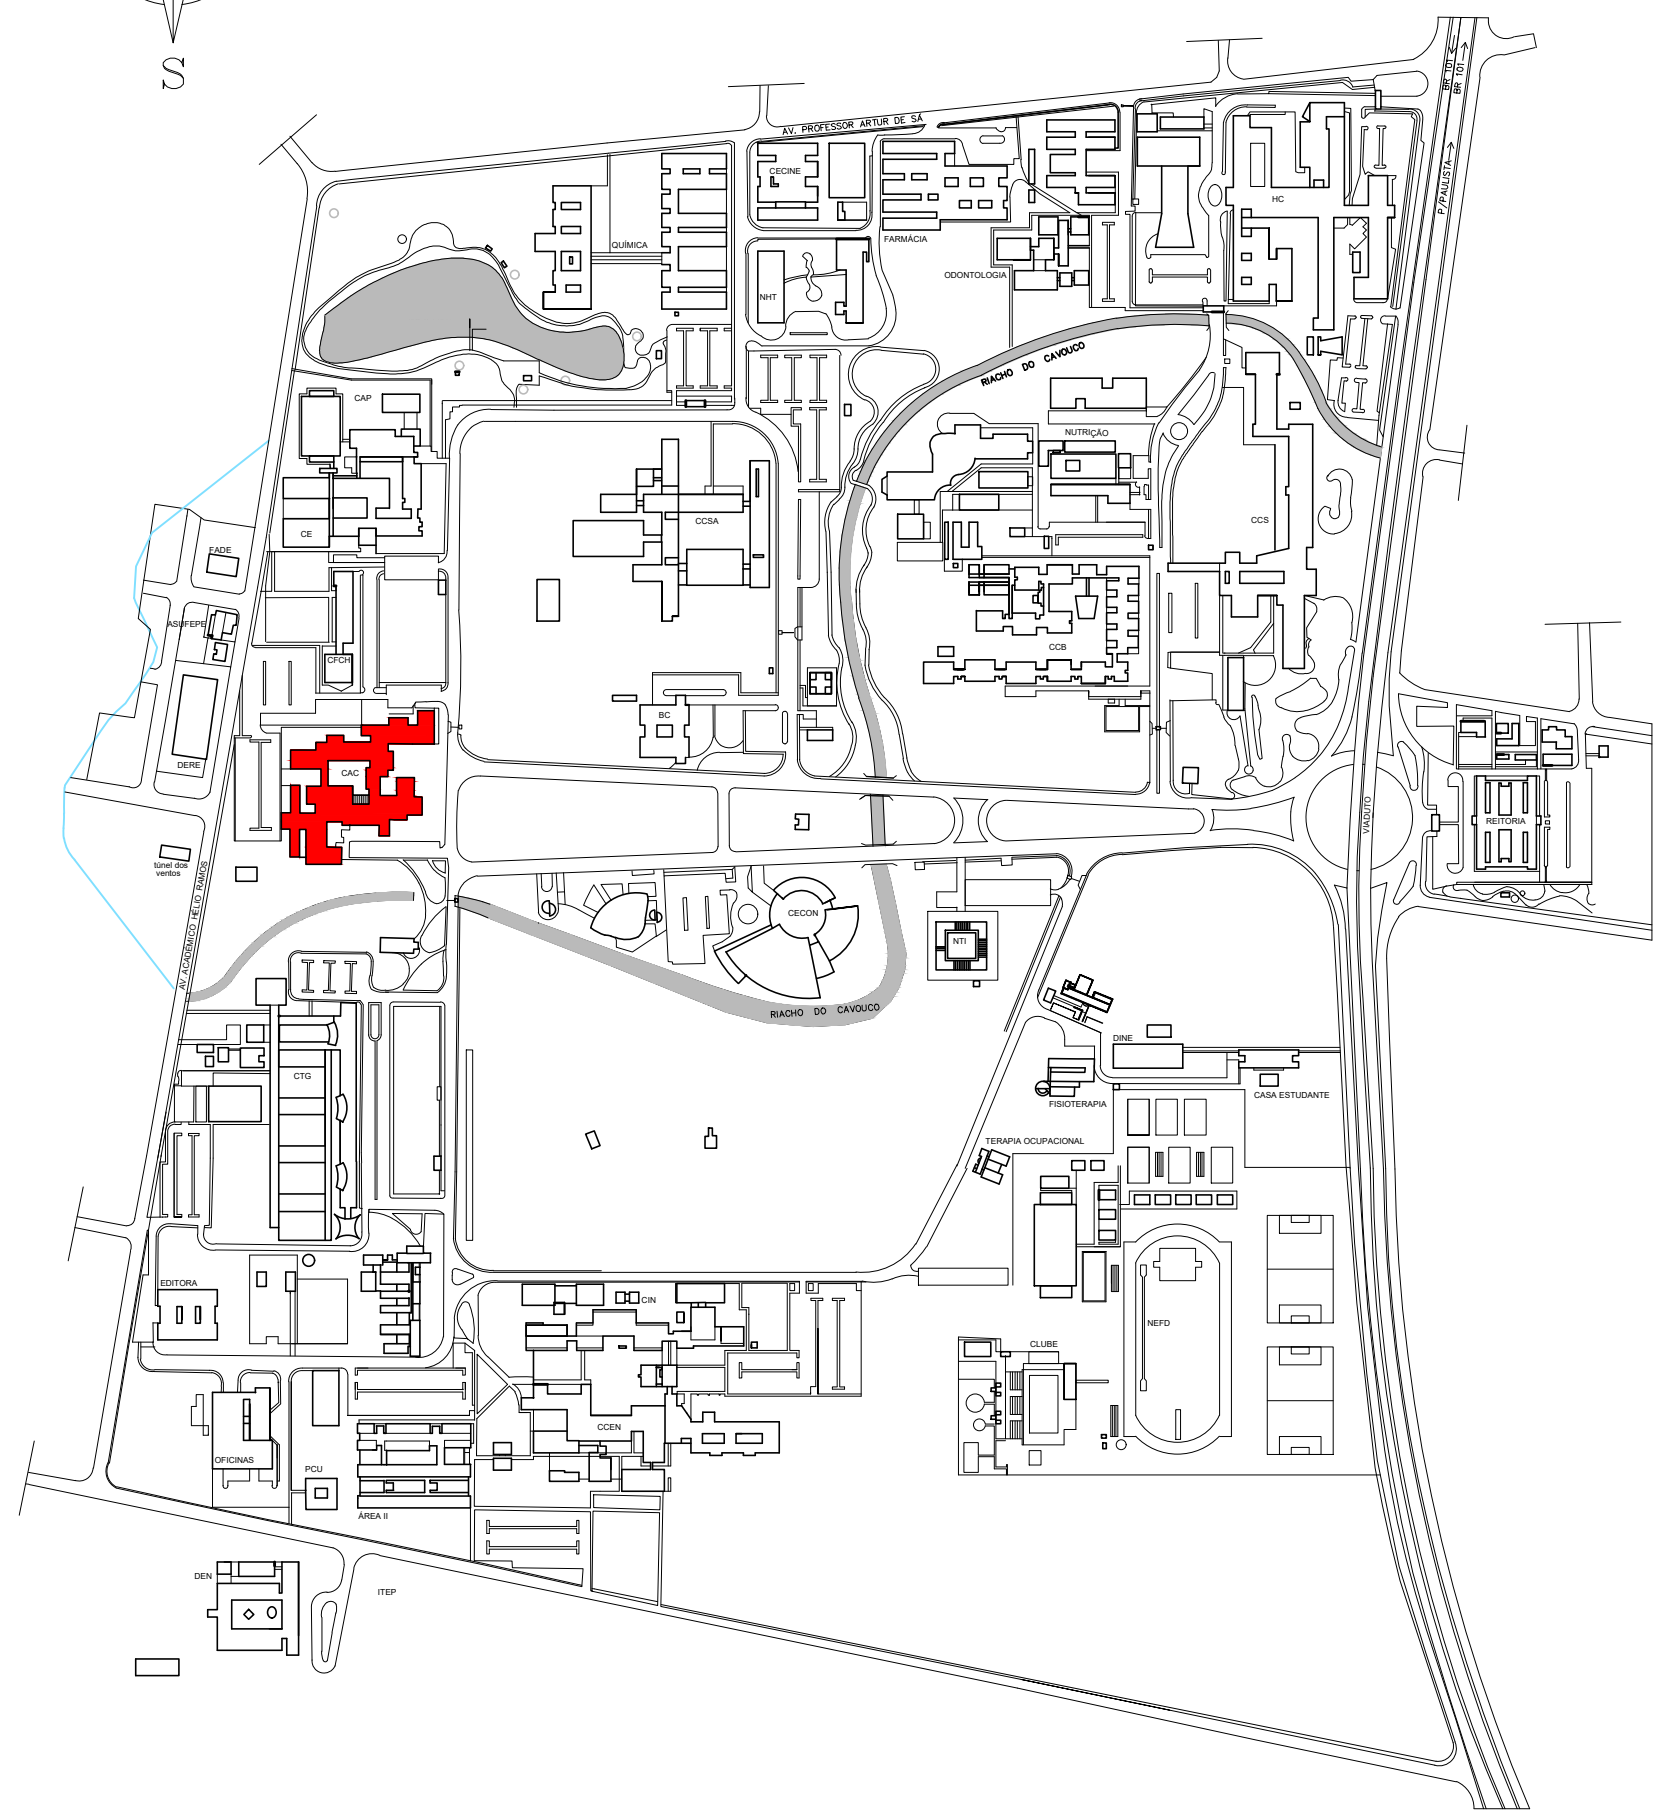 S
BR 101
BR 101
P/PAULISTA
AV. PROFESSOR ARTUR DE SÁ
CECINE
HC
QUÍMICA
FARMÁCIA
ODONTOLOGIA
NHT
RIACHO DO CAVOUCO
CAP
NUTRIÇÃO
CCSA
CCS
CE
FADE
ASUFEPE
CCB
CFCH
BC
DERE
CAC
VIADUTO
REITORIA
túnel dos
ventos
AV. ACADÊMICO HÉLIO RAMOS
CECON
NTI
RIACHO DO CAVOUCO
DINE
CTG
CASA ESTUDANTE
FISIOTERAPIA
TERAPIA OCUPACIONAL
EDITORA
CIN
NEFD
CLUBE
CCEN
OFICINAS
PCU
ÁREA II
DEN
ITEP